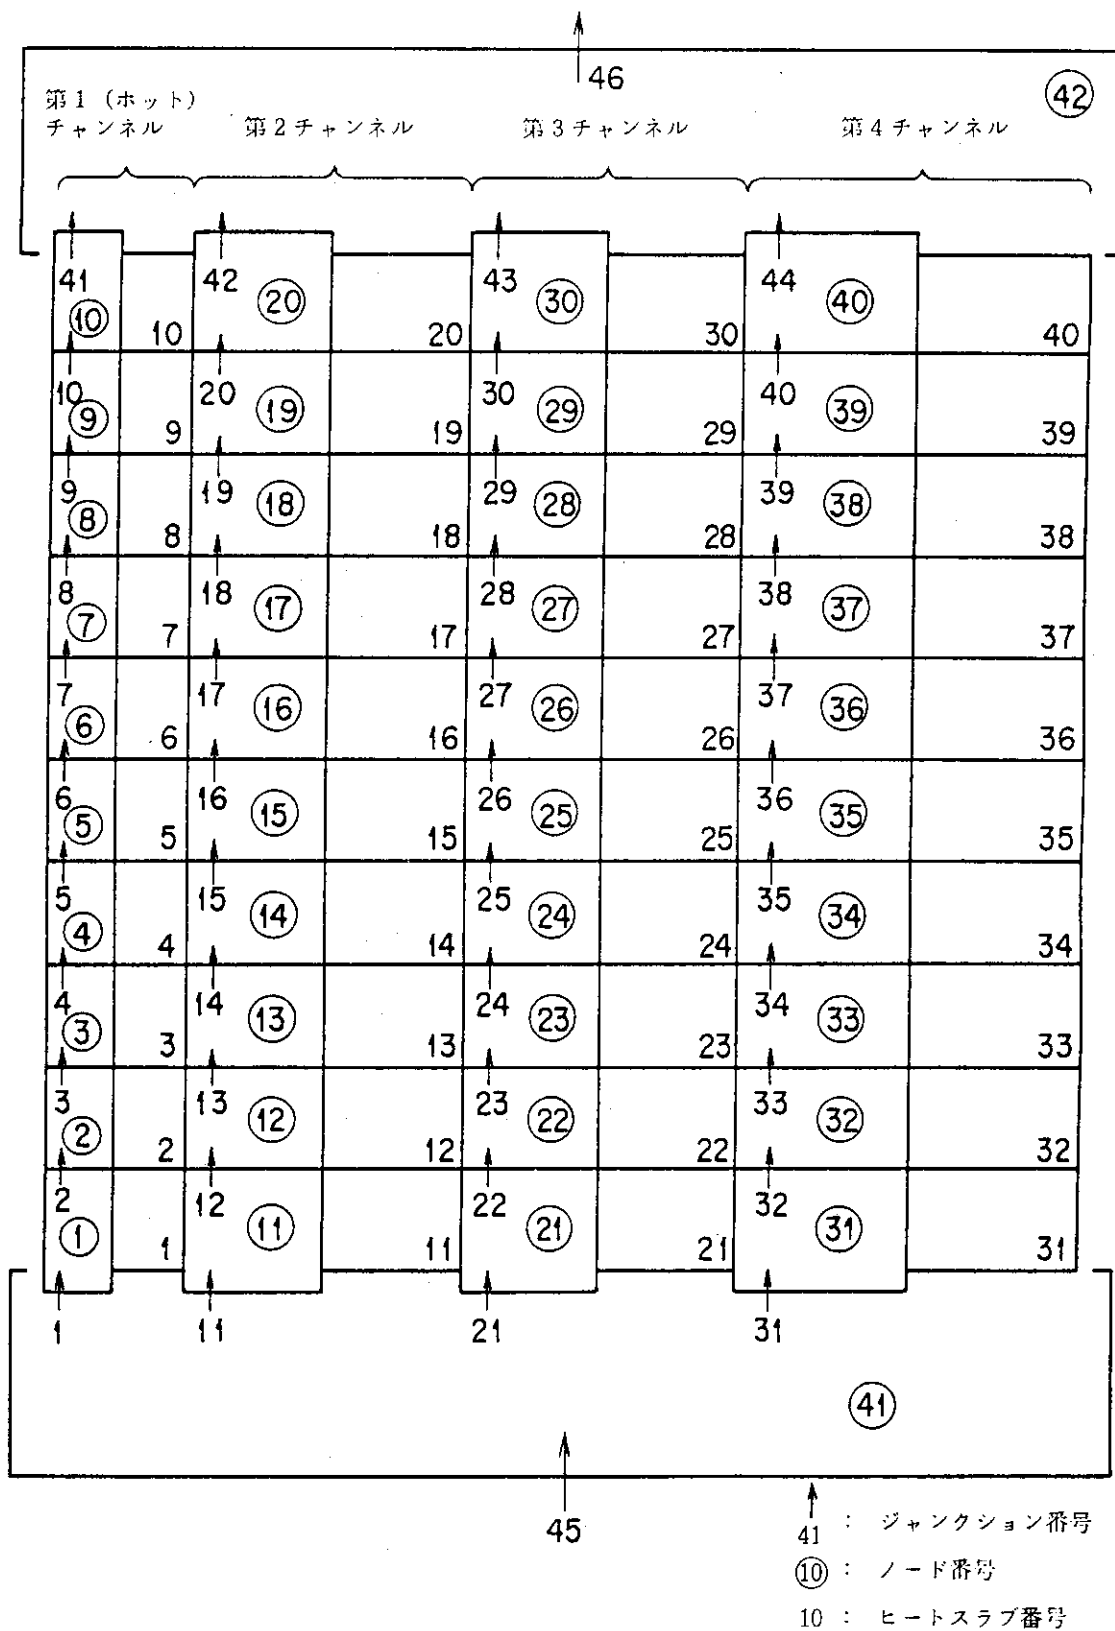 46
㊷
第1（ホット）
チャンネル
第2チャンネル
第3チャンネル
第4チャンネル
41 42 43 44
⑩ ⑳ ㉚ ㊵
10 20 30 40
10 20 30 40
⑨ ⑲ ㉙ ㊴
9 19 29 39
9 19 29 39
⑧ ⑱ ㉘ ㊳
8 18 28 38
8 18 28 38
⑦ ⑰ ㉗ ㊲
7 17 27 37
7 17 27 37
⑥ ⑯ ㉖ ㊱
6 16 26 36
6 16 26 36
⑤ ⑮ ㉕ ㉟
5 15 25 35
5 15 25 35
④ ⑭ ㉔ ㉞
4 14 24 34
4 14 24 34
③ ⑬ ㉓ ㉝
3 13 23 33
3 13 23 33
② ⑫ ㉒ ㉜
2 12 22 32
2 12 22 32
① ⑪ ㉑ ㉛
1 11 21 31
1 11 21 31
㊶
45
41 ： ジャンクション番号
⑩ ： ノード番号
10 ： ヒートスラブ番号